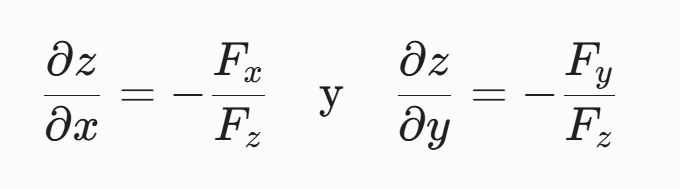 ∂z/∂x = −F_x/F_z y ∂z/∂y = −F_y/F_z